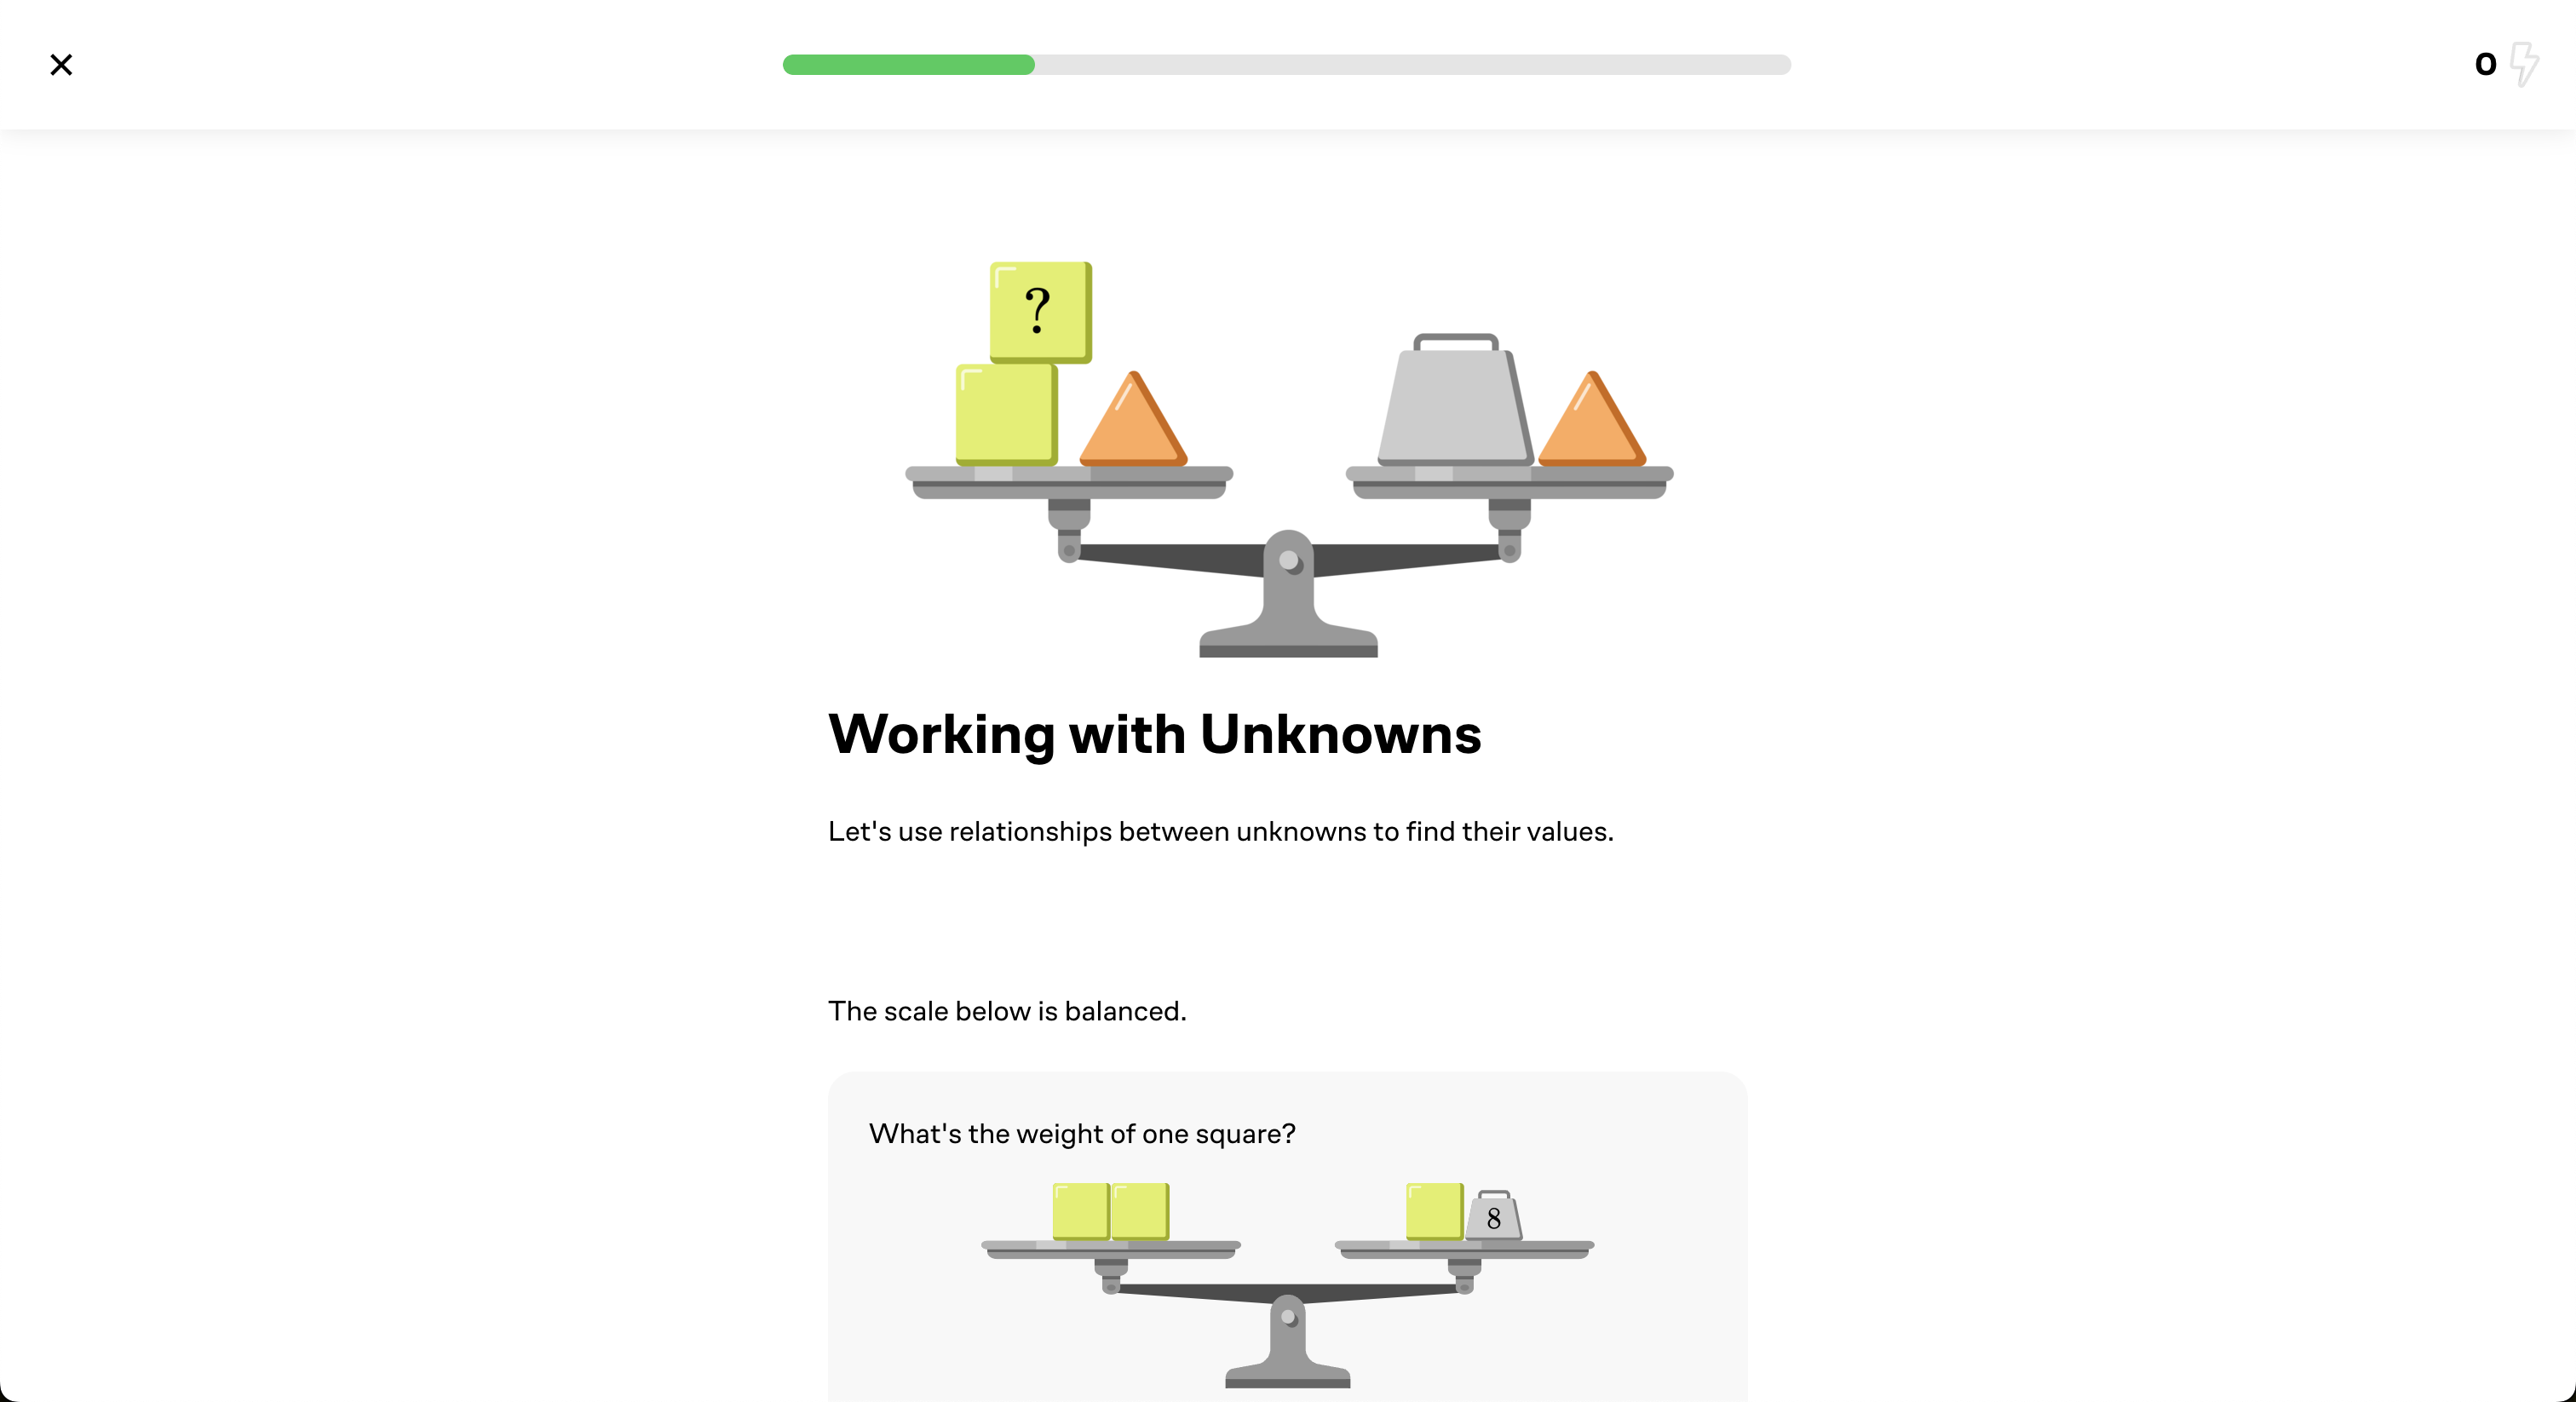 0
?
Working with Unknowns
Let's use relationships between unknowns to find their values.
The scale below is balanced.
What's the weight of one square?
8